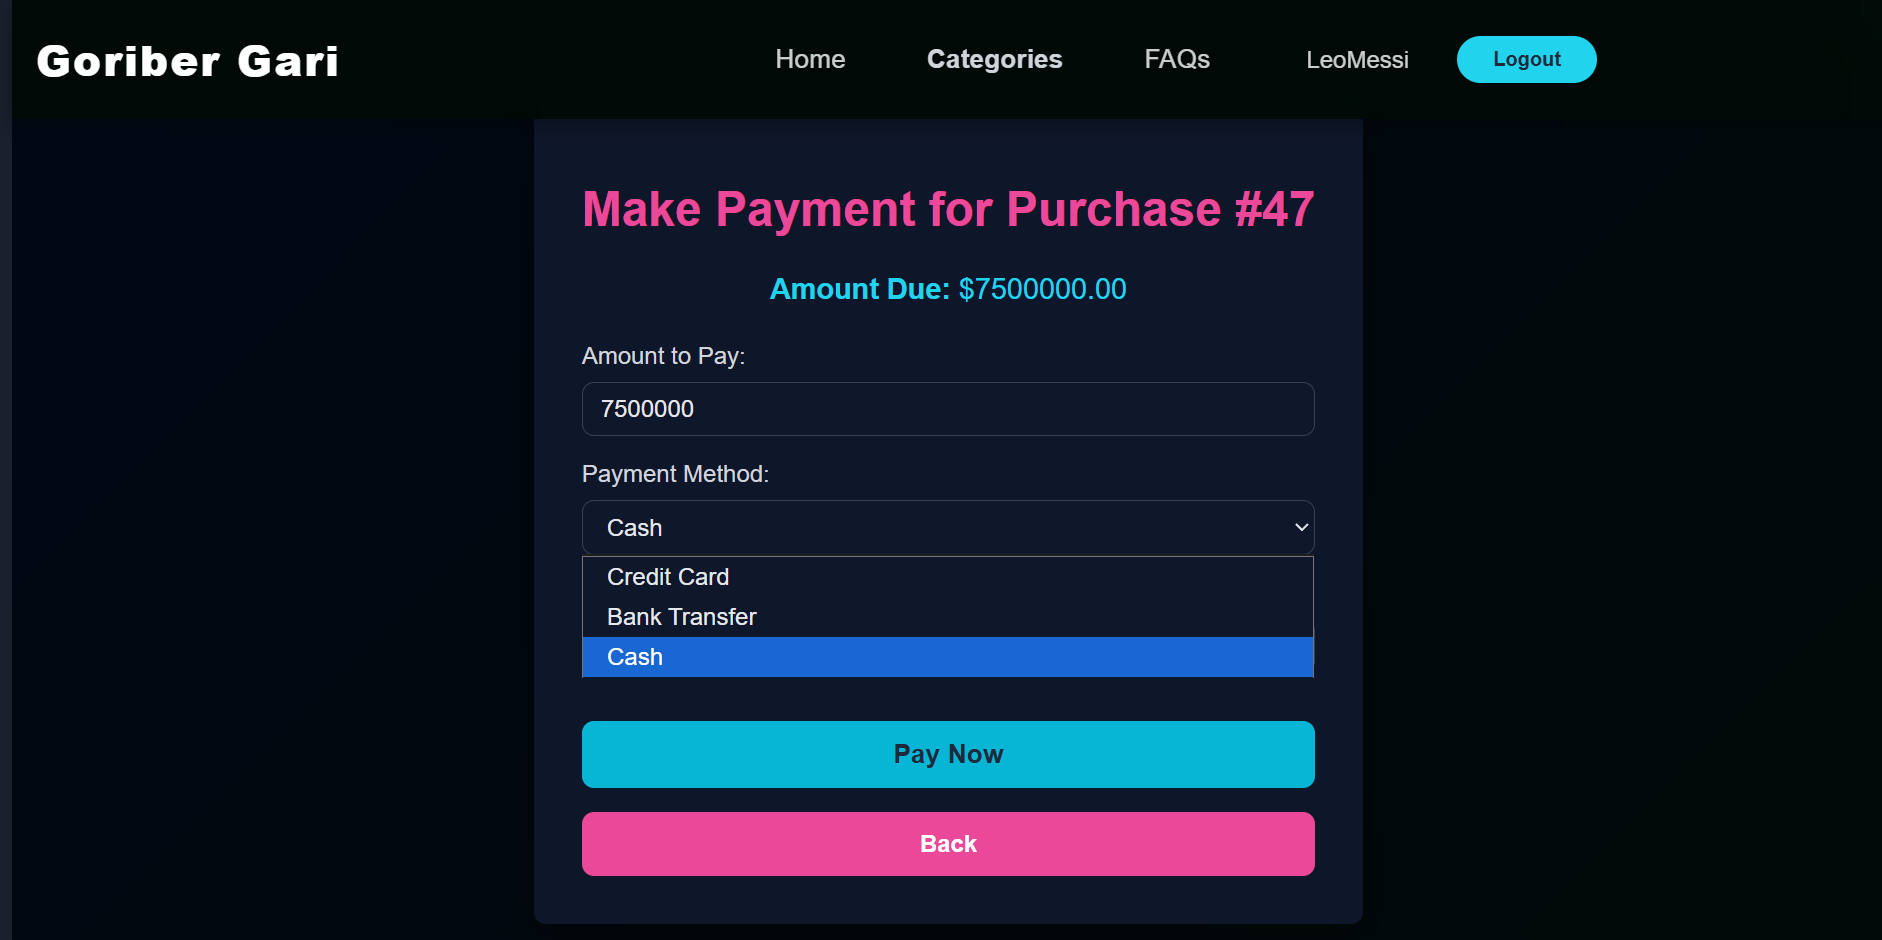 Goriber Gari
Home Categories FAQs LeoMessi Logout
Make Payment for Purchase #47
Amount Due: $7500000.00
Amount to Pay:
7500000
Payment Method:
Cash
Credit Card
Bank Transfer
Cash
Pay Now
Back